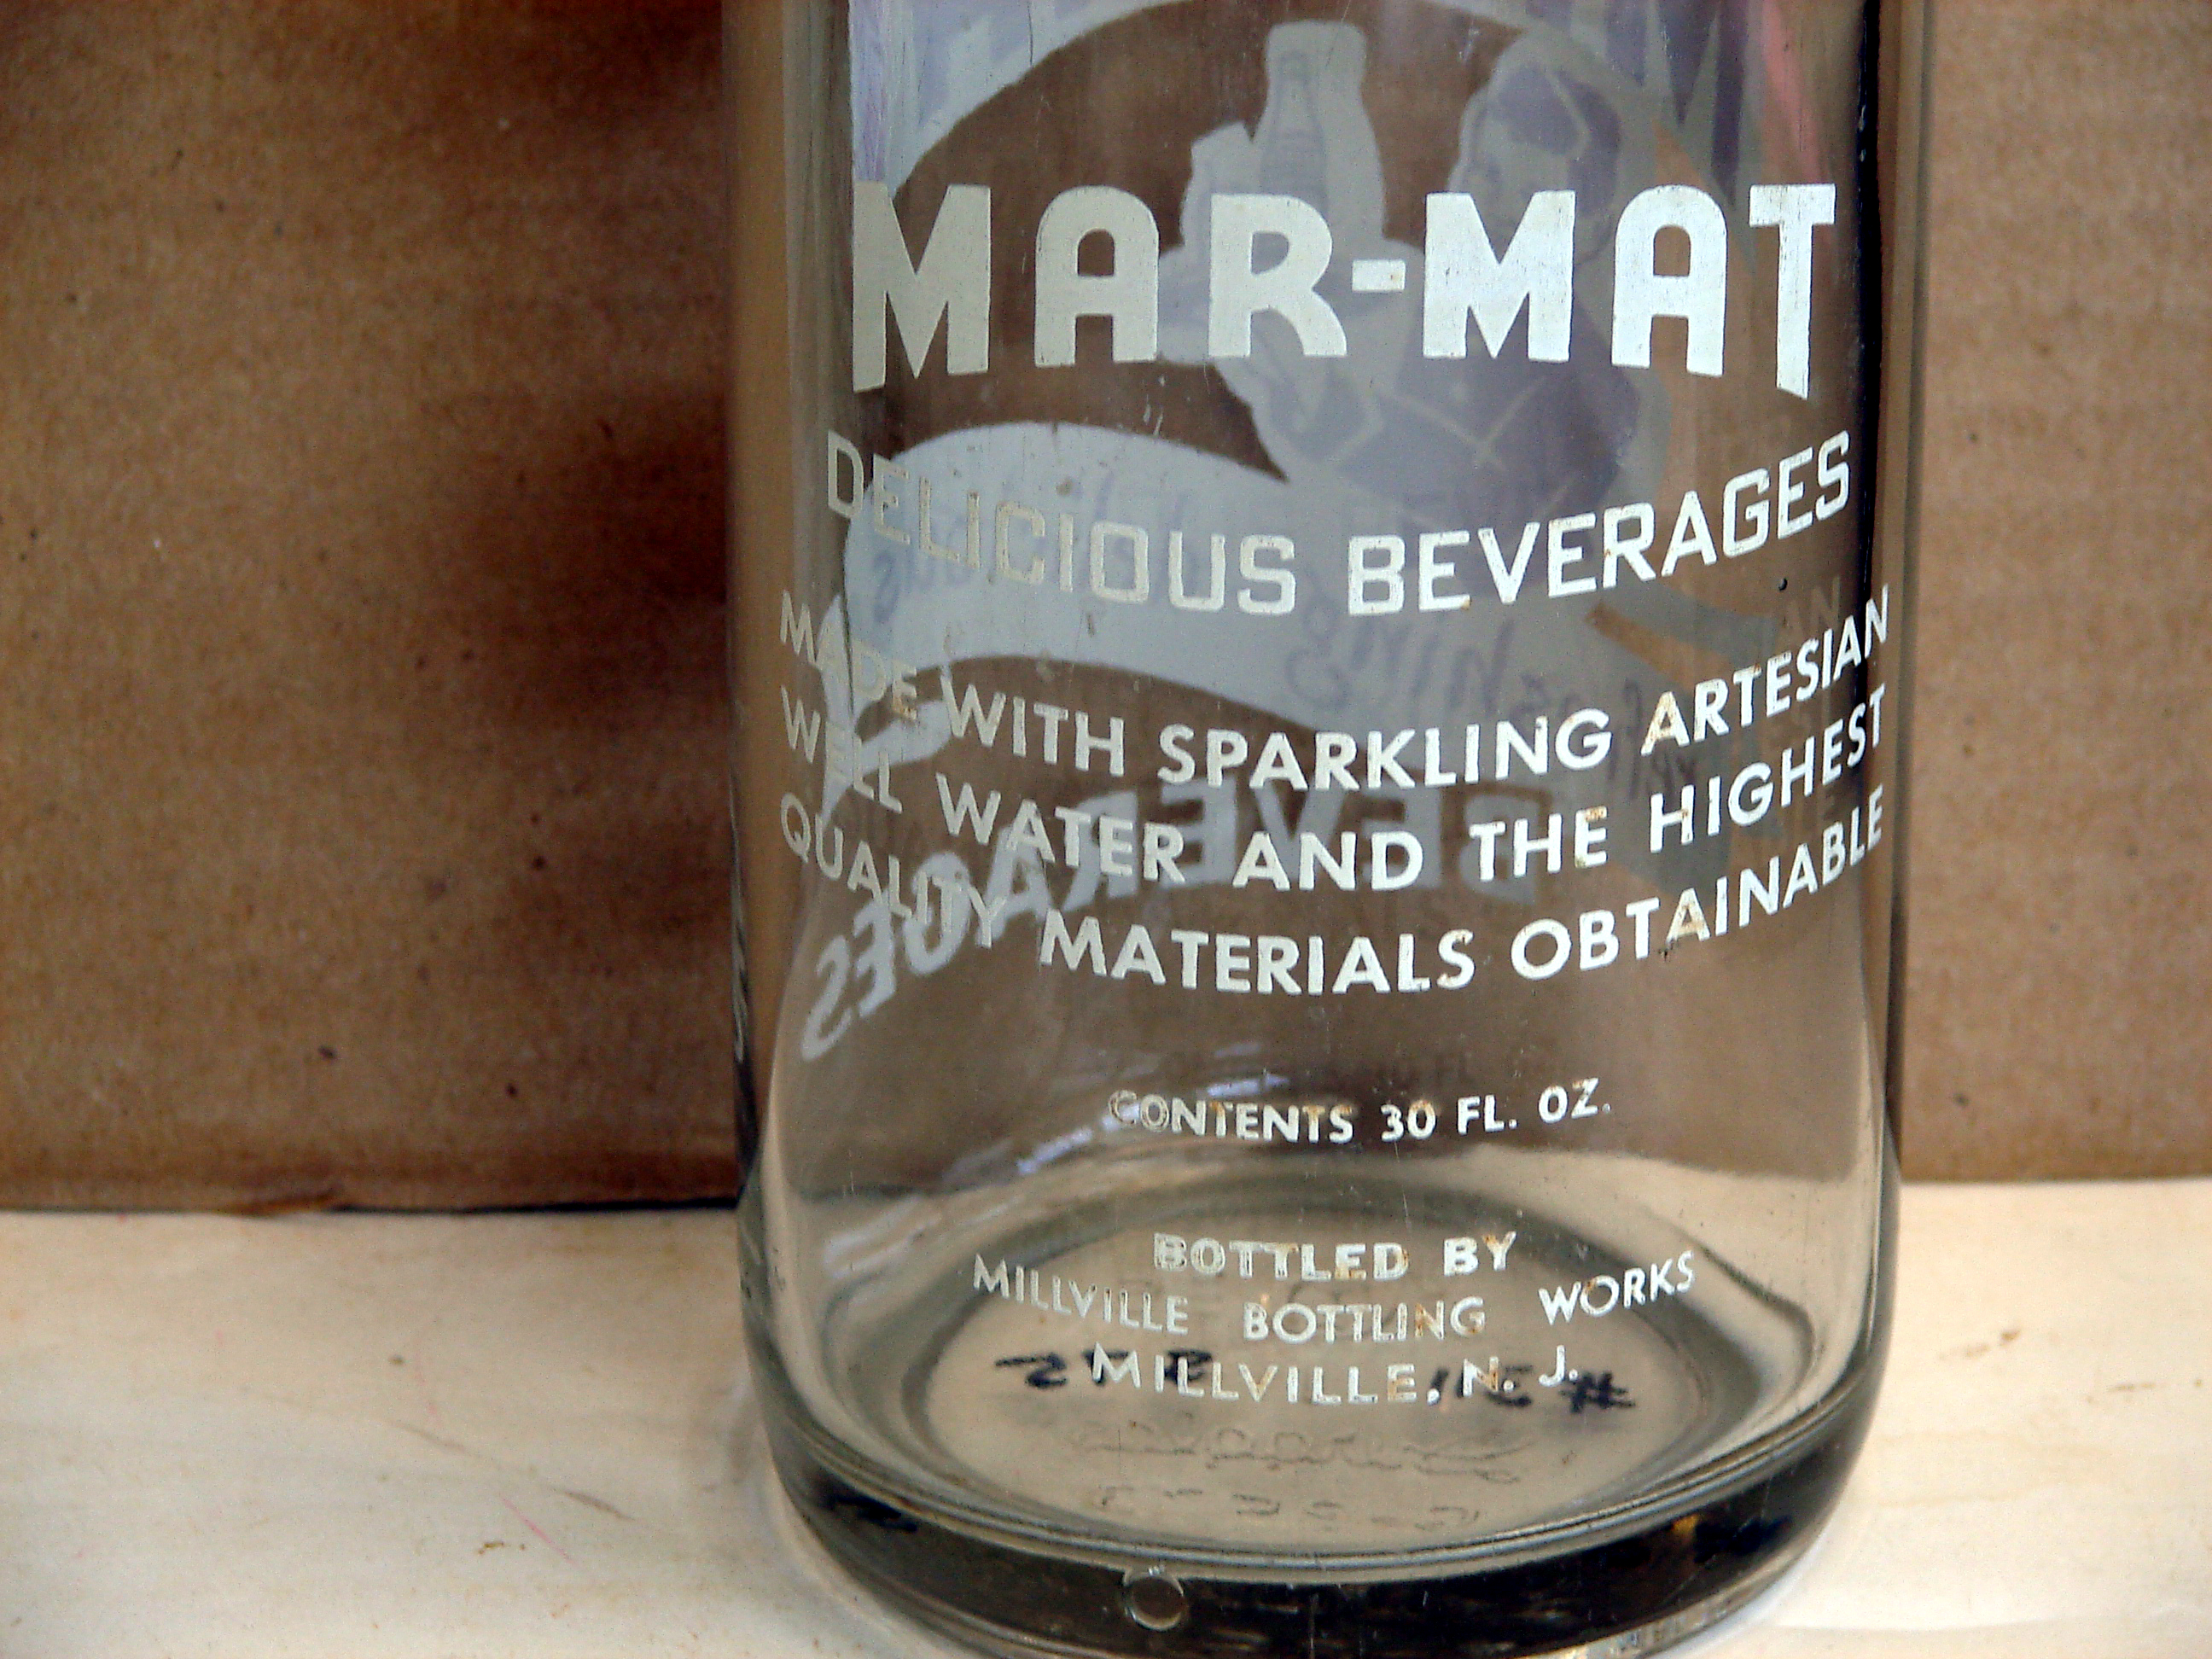 MAR-MAT
DELICIOUS BEVERAGES
MADE WITH SPARKLING ARTESIAN
WELL WATER AND THE HIGHEST
QUALITY MATERIALS OBTAINABLE
CONTENTS 30 FL. OZ.
BOTTLED BY
MILLVILLE BOTTLING WORKS
MILLVILLE, N. J.
BEVERAGES